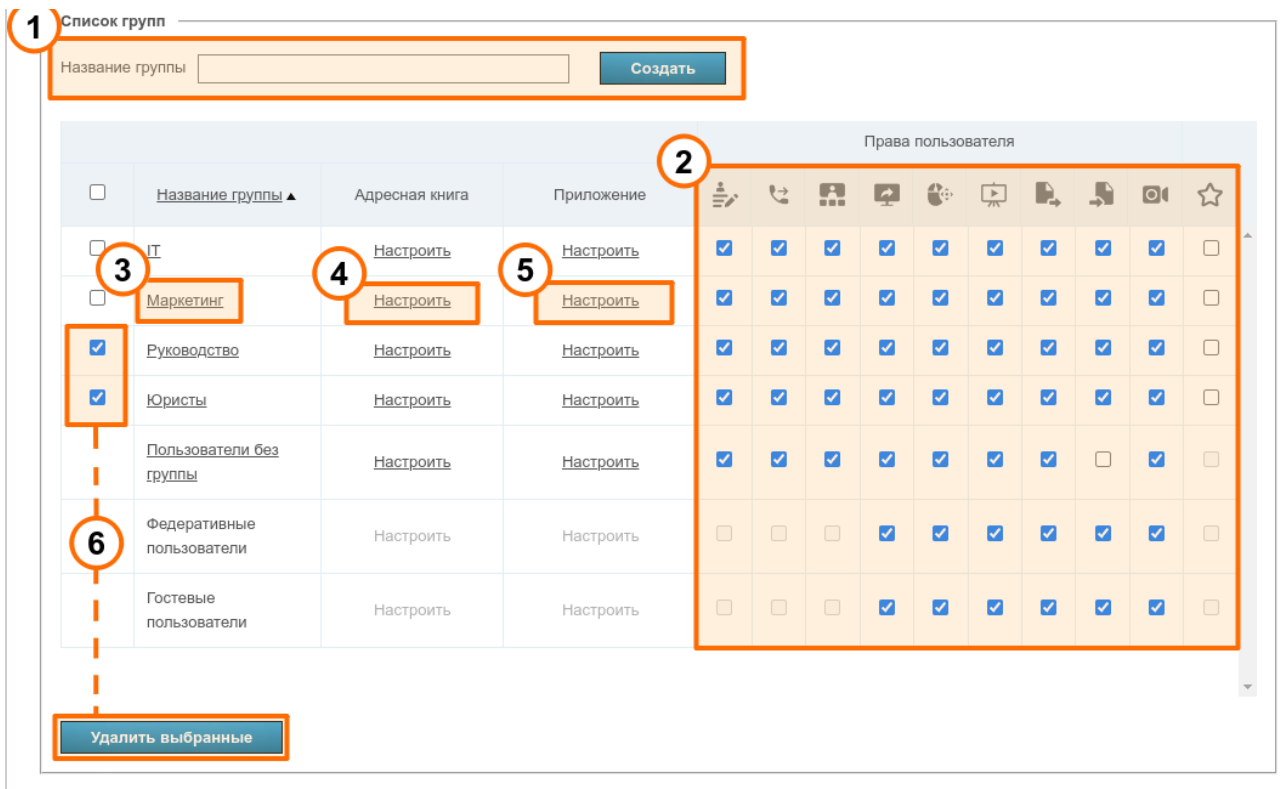 1
Список групп
Название группы
Создать
Права пользователя
2
Название группы ▲
Адресная книга
Приложение
IT
Настроить
Настроить
3
4
5
Маркетинг
Настроить
Настроить
Руководство
Настроить
Настроить
Юристы
Настроить
Настроить
Пользователи без
группы
Настроить
Настроить
6
Федеративные
пользователи
Настроить
Настроить
Гостевые
пользователи
Настроить
Настроить
Удалить выбранные